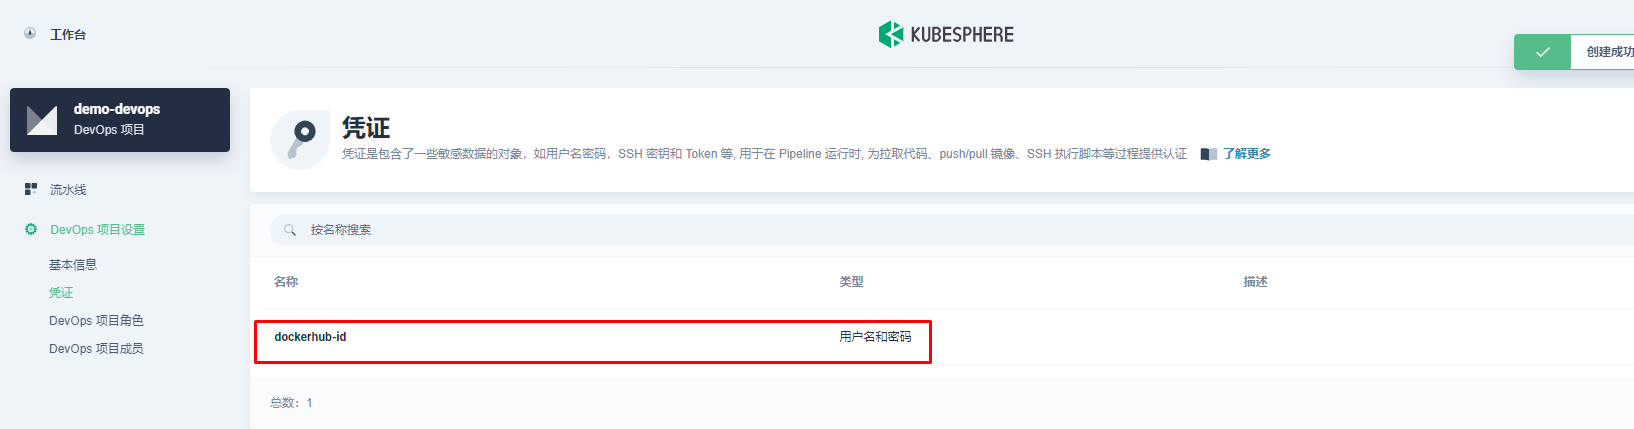 工作台
KUBESPHERE
创建成功
demo-devops
DevOps 项目
凭证
凭证是包含了一些敏感数据的对象，如用户名密码，SSH 密钥和 Token 等, 用于在 Pipeline 运行时, 为拉取代码、push/pull 镜像、SSH 执行脚本等过程提供认证 了解更多
流水线
DevOps 项目设置
基本信息
凭证
DevOps 项目角色
DevOps 项目成员
按名称搜索
名称 类型 描述
dockerhub-id 用户名和密码
总数：1